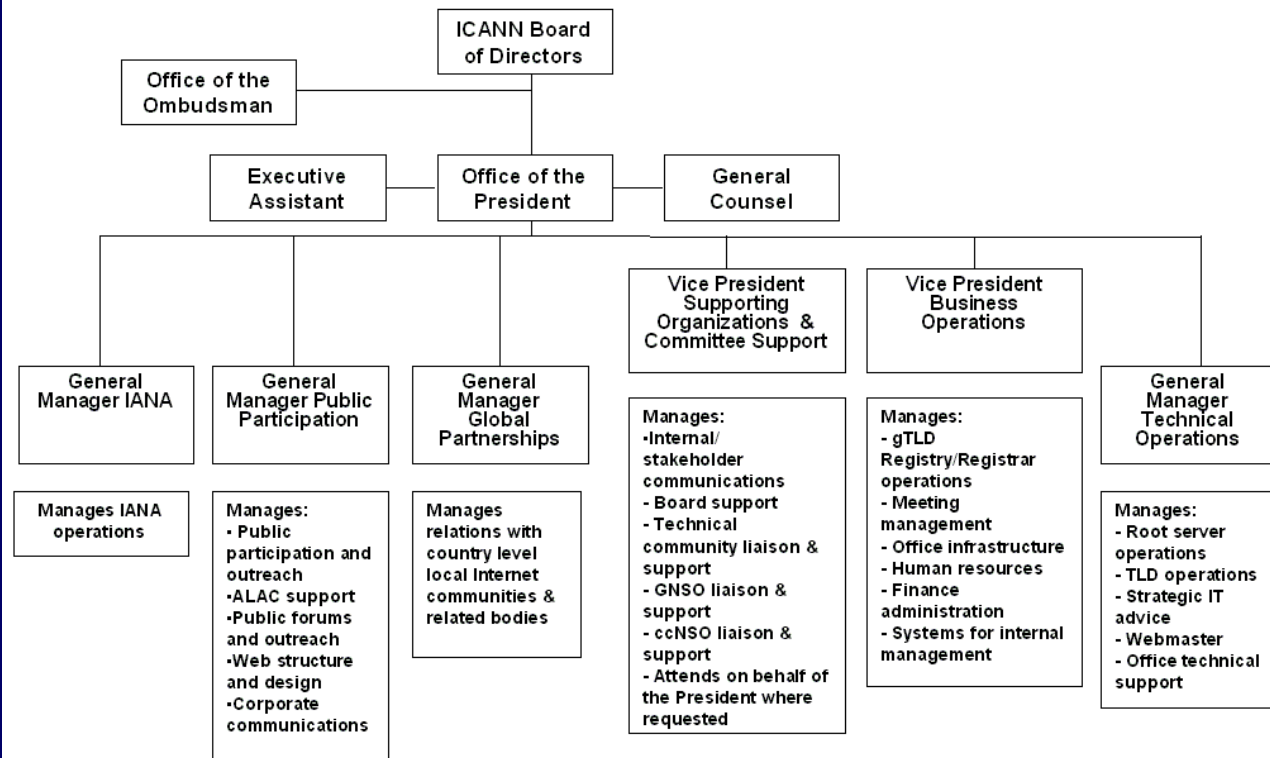 ICANN Board
of Directors
Office of the
Ombudsman
Executive
Assistant
Office of the
President
General
Counsel
General
Manager IANA
General
Manager Public
Participation
General
Manager
Global
Partnerships
Vice President
Supporting
Organizations &
Committee Support
Vice President
Business
Operations
General
Manager
Technical
Operations
Manages IANA
operations
Manages:
• Public
participation and
outreach
•ALAC support
•Public forums
and outreach
•Web structure
and design
•Corporate
communications
Manages
relations with
country level
local Internet
communities &
related bodies
Manages:
•Internal/
stakeholder
communications
- Board support
- Technical
community liaison &
support
- GNSO liaison &
support
- ccNSO liaison &
support
- Attends on behalf of
the President where
requested
Manages:
- gTLD
Registry/Registrar
operations
- Meeting
management
- Office infrastructure
- Human resources
- Finance
administration
- Systems for internal
management
Manages:
- Root server
operations
- TLD operations
- Strategic IT
advice
- Webmaster
- Office technical
support